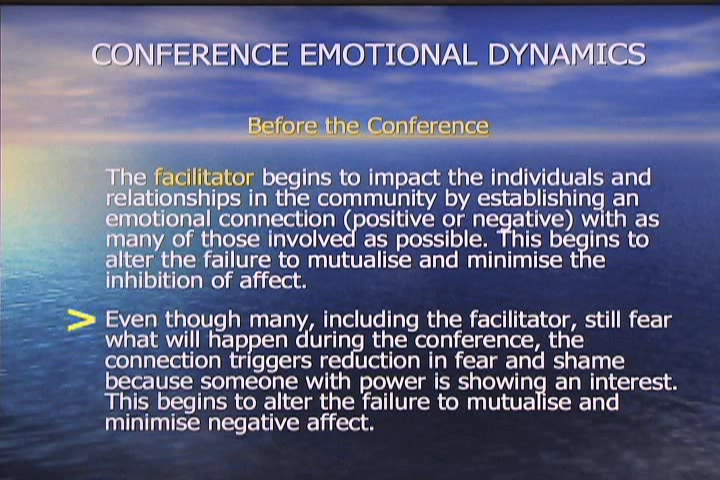 CONFERENCE EMOTIONAL DYNAMICS
Before the Conference
The facilitator begins to impact the individuals and
relationships in the community by establishing an
emotional connection (positive or negative) with as
many of those involved as possible. This begins to
alter the failure to mutualise and minimise the
inhibition of affect.
> Even though many, including the facilitator, still fear
what will happen during the conference, the
connection triggers reduction in fear and shame
because someone with power is showing an interest.
This begins to alter the failure to mutualise and
minimise negative affect.